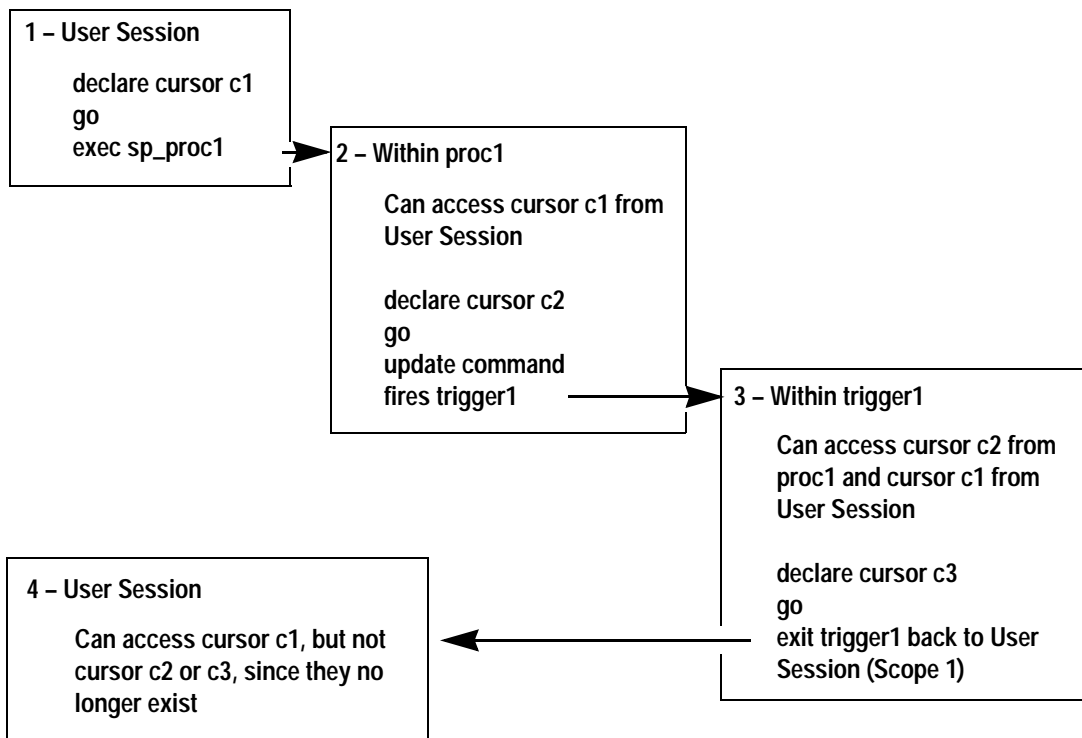 1 – User Session
declare cursor c1
go
exec sp_proc1
2 – Within proc1
Can access cursor c1 from
User Session
declare cursor c2
go
update command
fires trigger1
3 – Within trigger1
Can access cursor c2 from
proc1 and cursor c1 from
User Session
declare cursor c3
go
exit trigger1 back to User
Session (Scope 1)
4 – User Session
Can access cursor c1, but not
cursor c2 or c3, since they no
longer exist